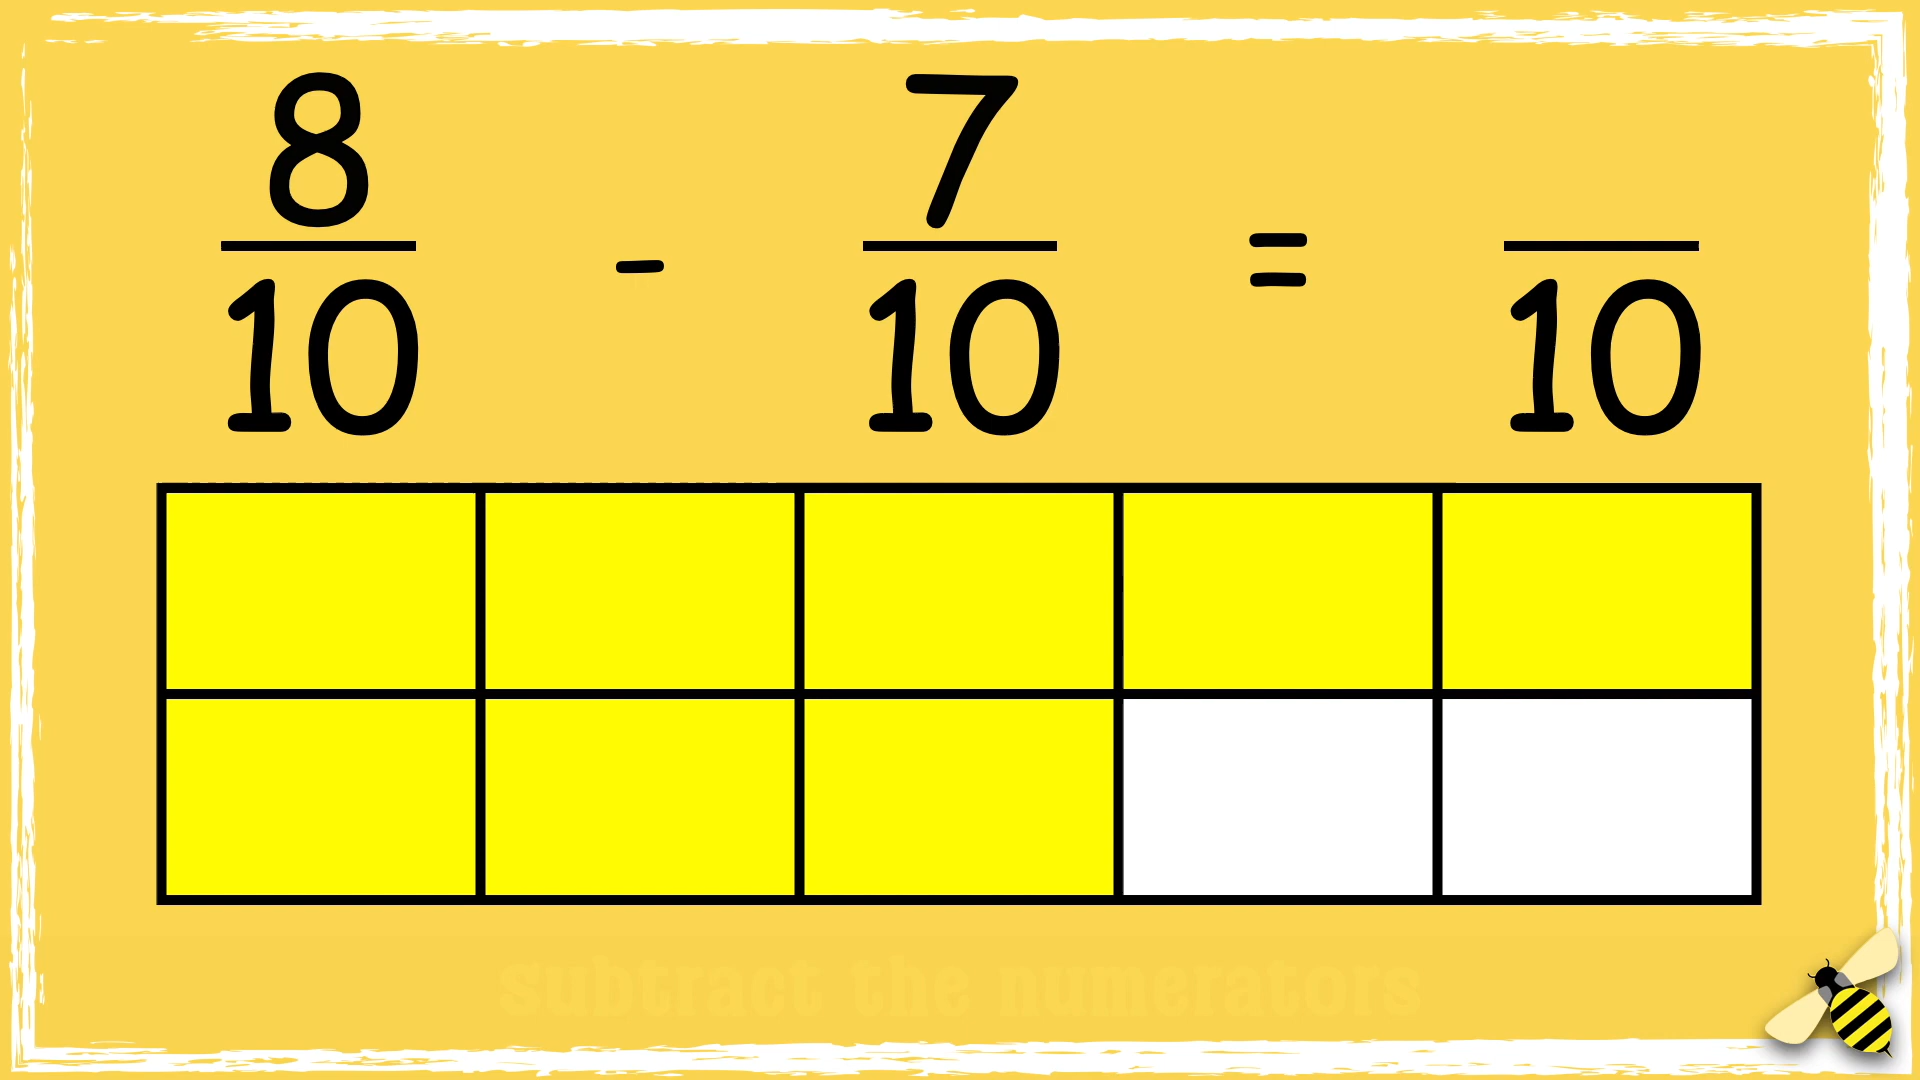 8/10 - 7/10 = /10
subtract the numerators